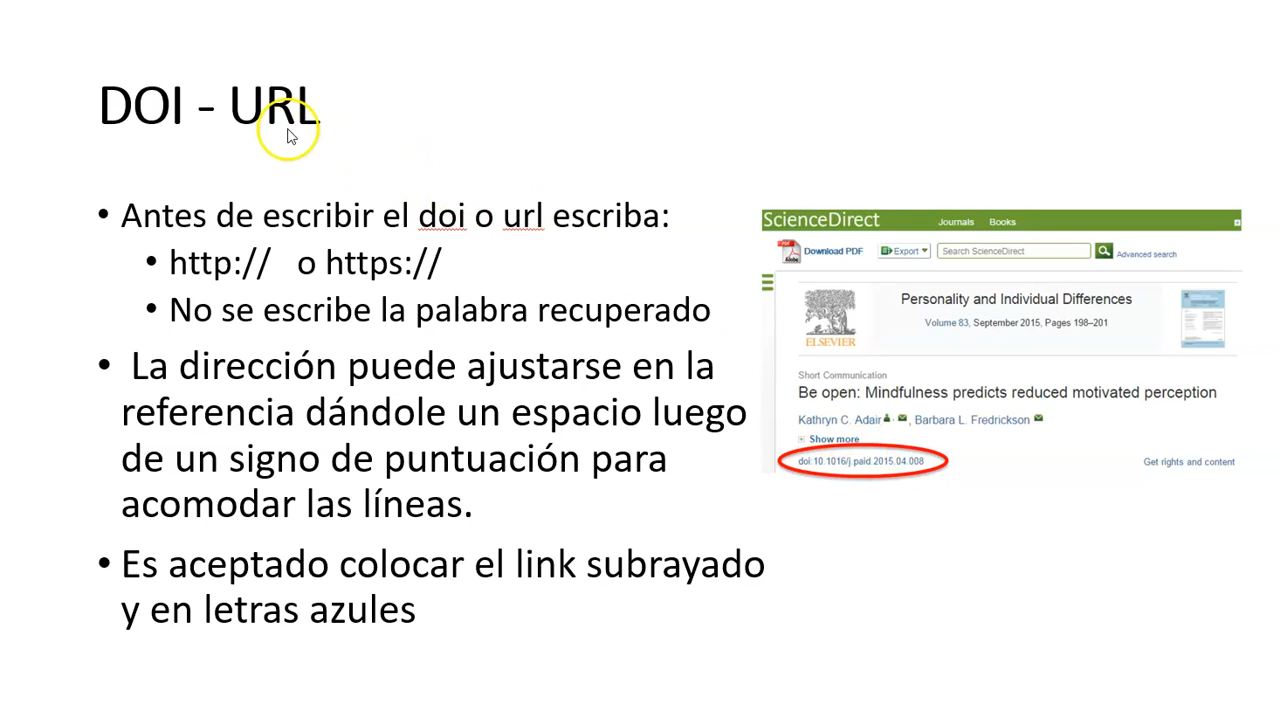 DOI - URL
• Antes de escribir el doi o url escriba:
• http:// o https://
• No se escribe la palabra recuperado
• La dirección puede ajustarse en la
referencia dándole un espacio luego
de un signo de puntuación para
acomodar las líneas.
• Es aceptado colocar el link subrayado
y en letras azules
ScienceDirect Journals Books
PDF Adobe Download PDF Export Search ScienceDirect Advanced search
ELSEVIER
Personality and Individual Differences
Volume 83, September 2015, Pages 198–201
Short Communication
Be open: Mindfulness predicts reduced motivated perception
Kathryn C. Adair, Barbara L. Fredrickson
Show more
doi:10.1016/j.paid.2015.04.008 Get rights and content